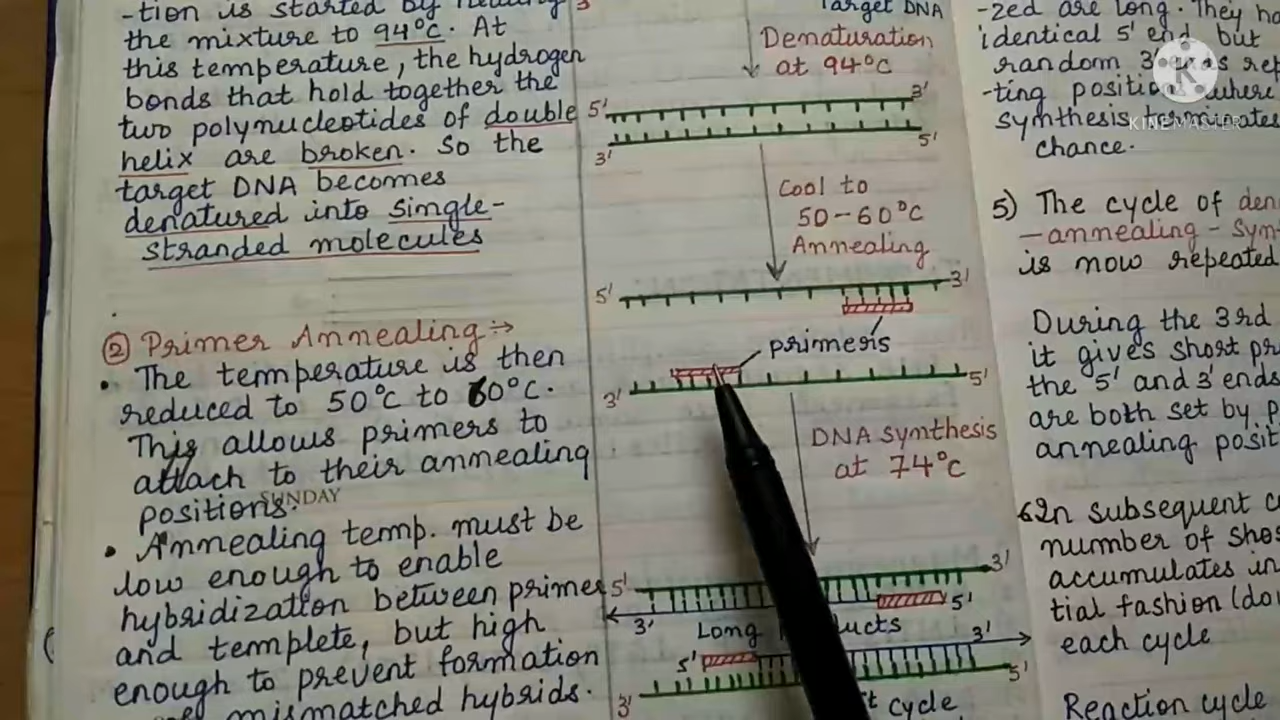 -tion is started by heating
the mixture to 94°C. At
this temperature, the hydrogen
bonds that hold together the
two polynucleotides of double
helix are broken. So the
target DNA becomes
denatured into single-
stranded molecules
② Primer Annealing :→
• The temperature is then
reduced to 50°C to 60°C.
This allows primers to
attach to their annealing
positions.
SUNDAY
• Annealing temp. must be
low enough to enable
hybridization between primer
and templete, but high
enough to prevent formation
mismatched hybrids.
Target DNA
Denaturation
at 94°C
5' 3'
3' 5'
Cool to
50-60°C
Annealing
5' 3'
primers
3' 5'
DNA synthesis
at 74°C
5' 3'
3' 5'
Long
5' 3'
3' 5'
cycle
-zed are long. They
identical 5' end but
random 3'
-ting where
synthesis terminates
chance.
K
KINEMASTER
5) The cycle of
-annealing -
is now repeated
During the 3rd
it gives short
the 5' and 3' ends
are both set by
annealing
6 In subsequent
number of
accumulates in
each cycle
Reaction cycle